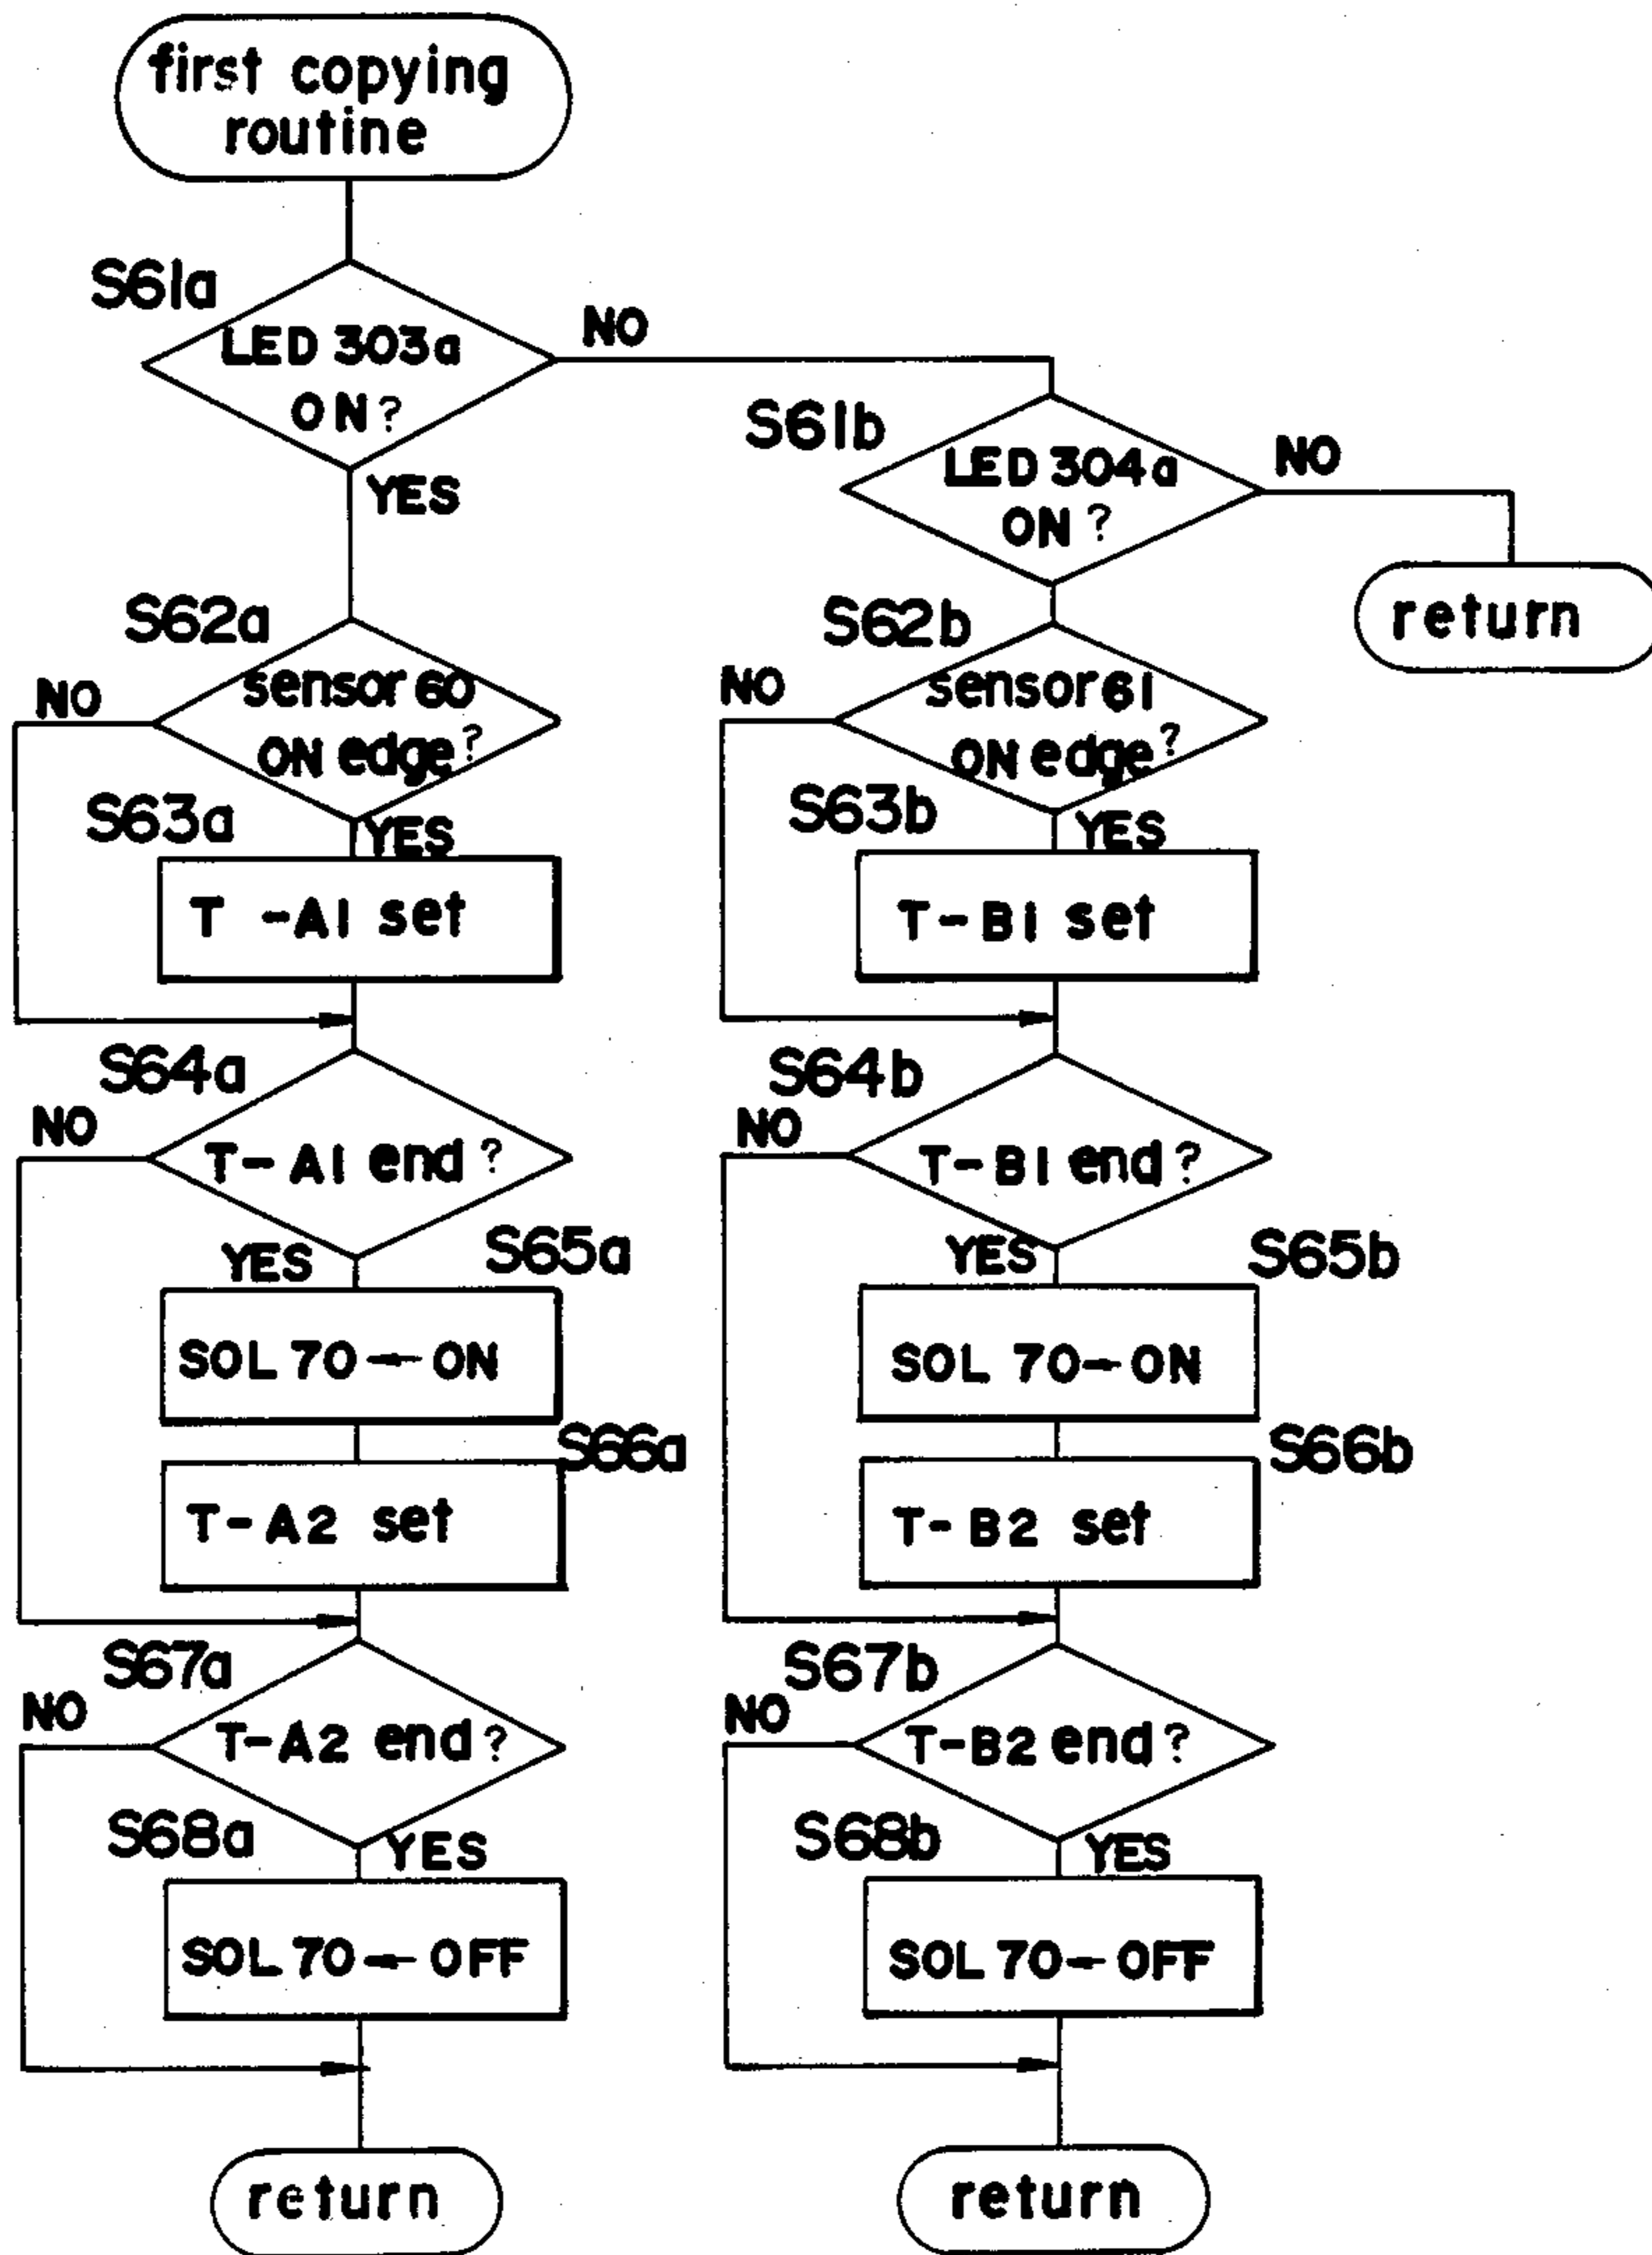 first copying
routine
S61a
LED 303a
ON?
NO
YES
S61b
LED 304a
ON?
NO
return
S62a
sensor 60
ON edge?
NO
YES
S63a
T -A1 set
S64a
T-A1 end?
NO
YES
S65a
SOL 70 ← ON
S66a
T-A2 set
S67a
T-A2 end?
NO
YES
S68a
SOL 70 ← OFF
return
S62b
sensor 61
ON edge?
NO
YES
S63b
T-B1 set
S64b
T-B1 end?
NO
YES
S65b
SOL 70 ← ON
S66b
T-B2 set
S67b
T-B2 end?
NO
YES
S68b
SOL 70 ← OFF
return